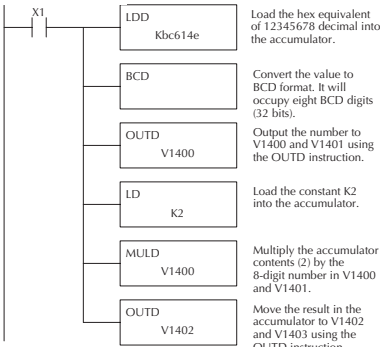 X1
LDD
Kbc614e
Load the hex equivalent
of 12345678 decimal into
the accumulator.
BCD
Convert the value to
BCD format. It will
occupy eight BCD digits
(32 bits).
OUTD
V1400
Output the number to
V1400 and V1401 using
the OUTD instruction.
LD
K2
Load the constant K2
into the accumulator.
MULD
V1400
Multiply the accumulator
contents (2) by the
8-digit number in V1400
and V1401.
OUTD
V1402
Move the result in the
accumulator to V1402
and V1403 using the
OUTD instruction